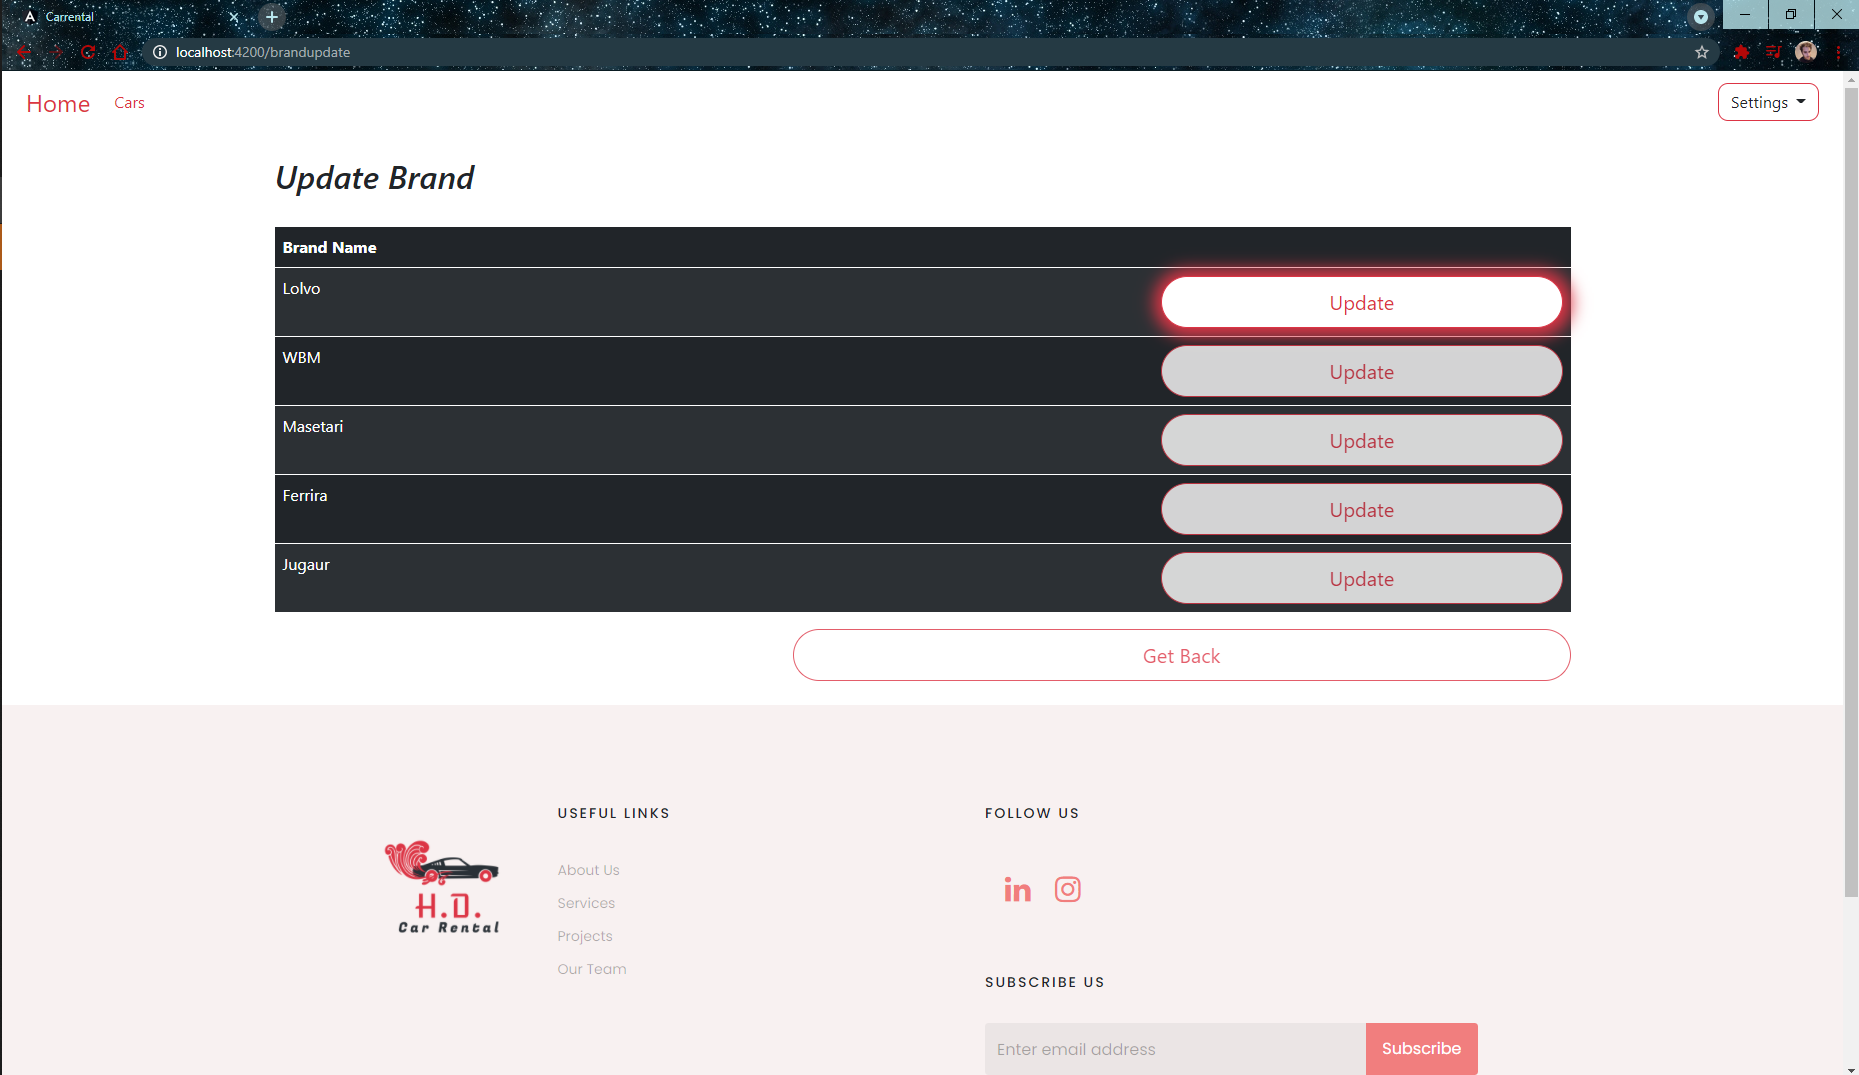 Carrental
localhost:4200/brandupdate
Home Cars Settings
Update Brand
Brand Name
Lolvo Update
WBM Update
Masetari Update
Ferrira Update
Jugaur Update
Get Back
H.D.
Car Rental
USEFUL LINKS
About Us
Services
Projects
Our Team
FOLLOW US
in
SUBSCRIBE US
Enter email address Subscribe